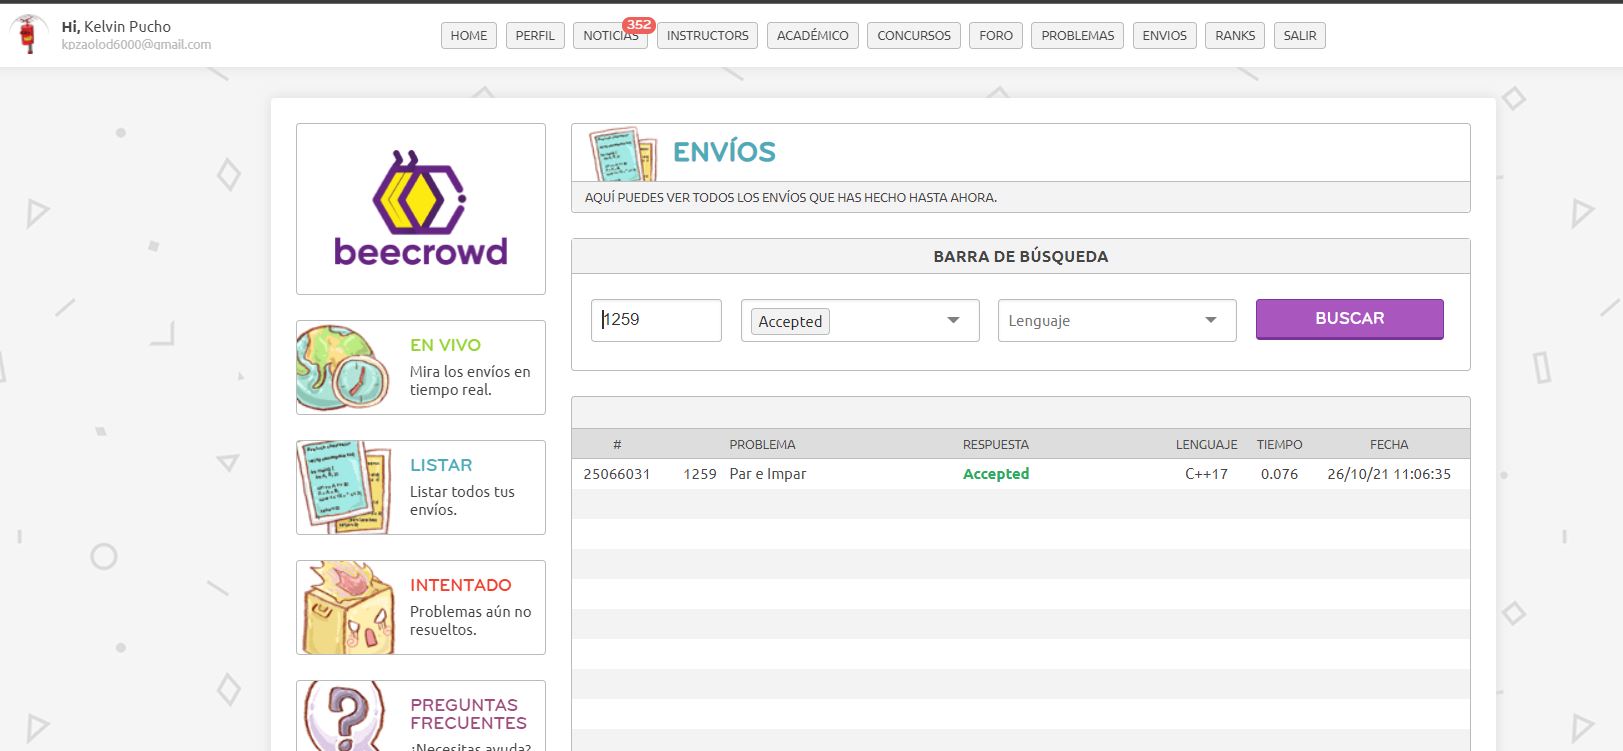 Hi, Kelvin Pucho
kpzaolod6000@gmail.com
HOME PERFIL NOTICIAS 352 INSTRUCTORS ACADÉMICO CONCURSOS FORO PROBLEMAS ENVIOS RANKS SALIR
beecrowd
EN VIVO
Mira los envíos en
tiempo real.
LISTAR
Listar todos tus
envíos.
INTENTADO
Problemas aún no
resueltos.
PREGUNTAS
FRECUENTES
¿Necesitas ayuda?
ENVÍOS
AQUÍ PUEDES VER TODOS LOS ENVÍOS QUE HAS HECHO HASTA AHORA.
BARRA DE BÚSQUEDA
1259 Accepted Lenguaje BUSCAR
# PROBLEMA RESPUESTA LENGUAJE TIEMPO FECHA
25066031 1259 Par e Impar Accepted C++17 0.076 26/10/21 11:06:35